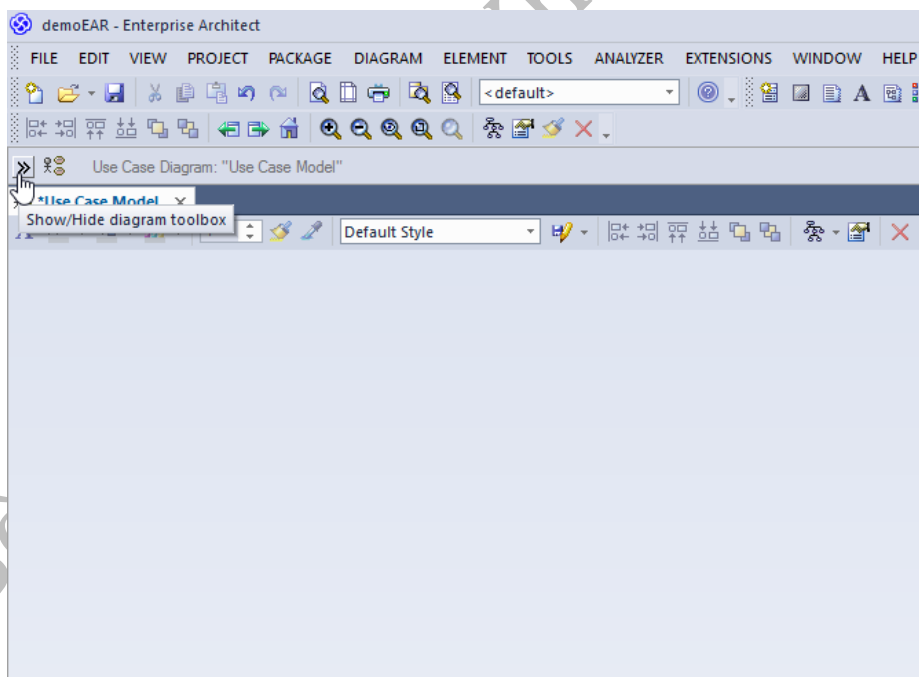 demoEAR - Enterprise Architect
FILE EDIT VIEW PROJECT PACKAGE DIAGRAM ELEMENT TOOLS ANALYZER EXTENSIONS WINDOW HELP
<default>
Use Case Diagram: "Use Case Model"
*Use Case Model
Show/Hide diagram toolbox
Default Style